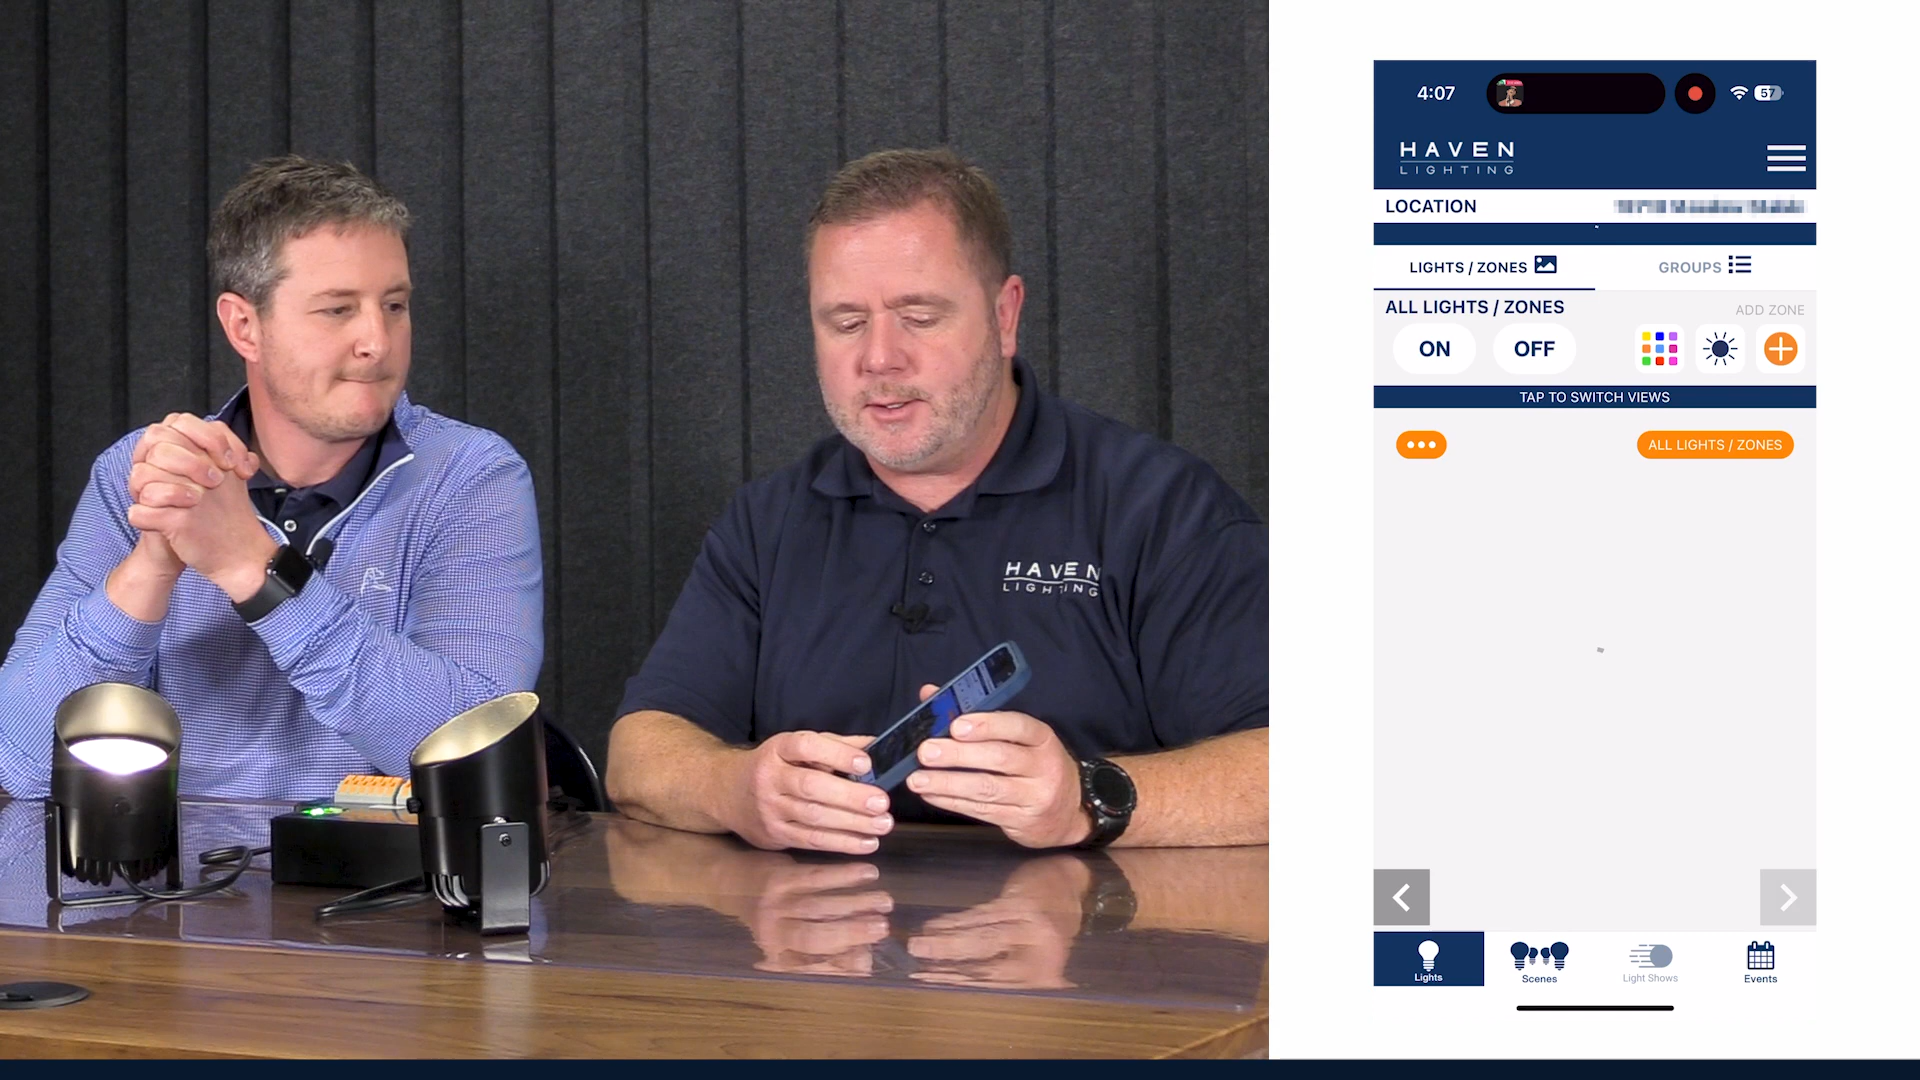 HAVEN
LIGHTING
4:07
57
HAVEN
LIGHTING
LOCATION
LIGHTS / ZONES
GROUPS
ALL LIGHTS / ZONES
ADD ZONE
ON
OFF
TAP TO SWITCH VIEWS
ALL LIGHTS / ZONES
Lights
Scenes
Light Shows
Events